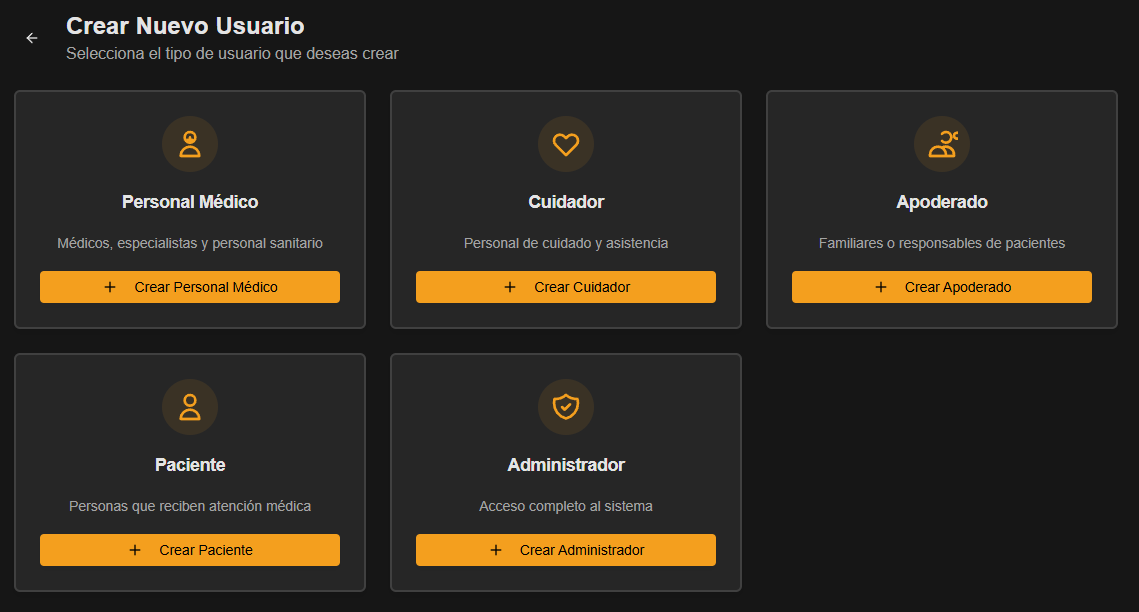 Crear Nuevo Usuario
Selecciona el tipo de usuario que deseas crear
Personal Médico
Médicos, especialistas y personal sanitario
Crear Personal Médico
Cuidador
Personal de cuidado y asistencia
Crear Cuidador
Apoderado
Familiares o responsables de pacientes
Crear Apoderado
Paciente
Personas que reciben atención médica
Crear Paciente
Administrador
Acceso completo al sistema
Crear Administrador